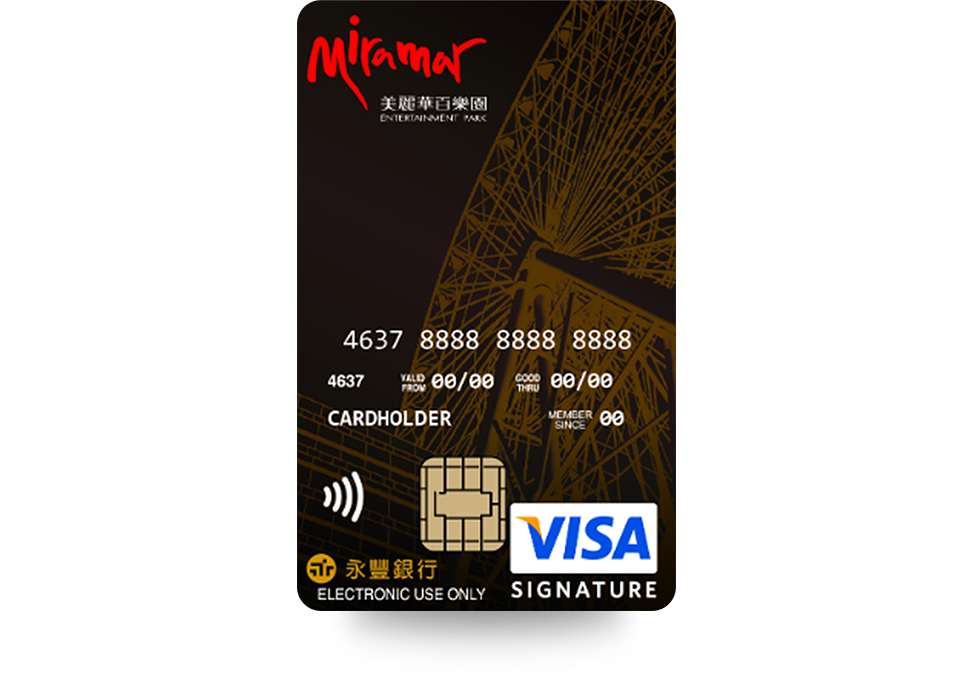 Miramar
美麗華百樂園
ENTERTAINMENT PARK
4637 8888 8888 8888
4637 VALID FROM 00/00 GOOD THRU 00/00
CARDHOLDER MEMBER SINCE 00
永豐銀行
ELECTRONIC USE ONLY
VISA
SIGNATURE